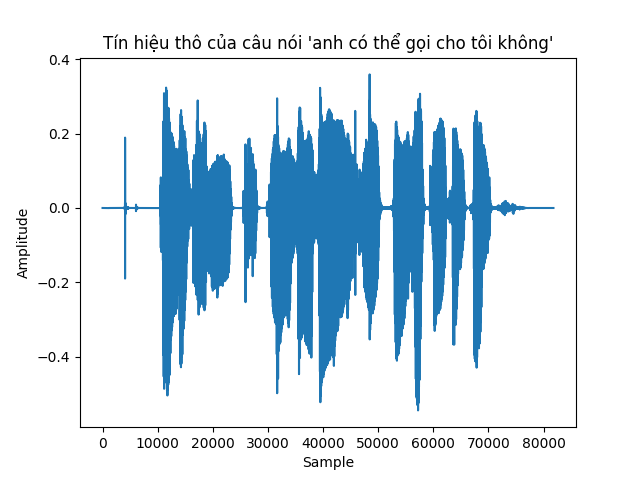 Tín hiệu thô của câu nói 'anh có thể gọi cho tôi không'
0.4
0.2
0.0
−0.2
−0.4
Amplitude
0 10000 20000 30000 40000 50000 60000 70000 80000
Sample